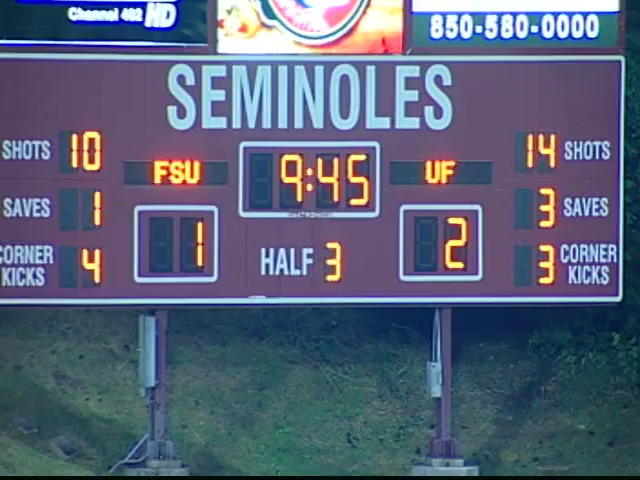 Channel 402 HD
850-580-0000
SEMINOLES
SHOTS 10 14 SHOTS
FSU 9:45 UF
SAVES 1 3 SAVES
1 2
CORNER KICKS 4 HALF 3 3 CORNER KICKS